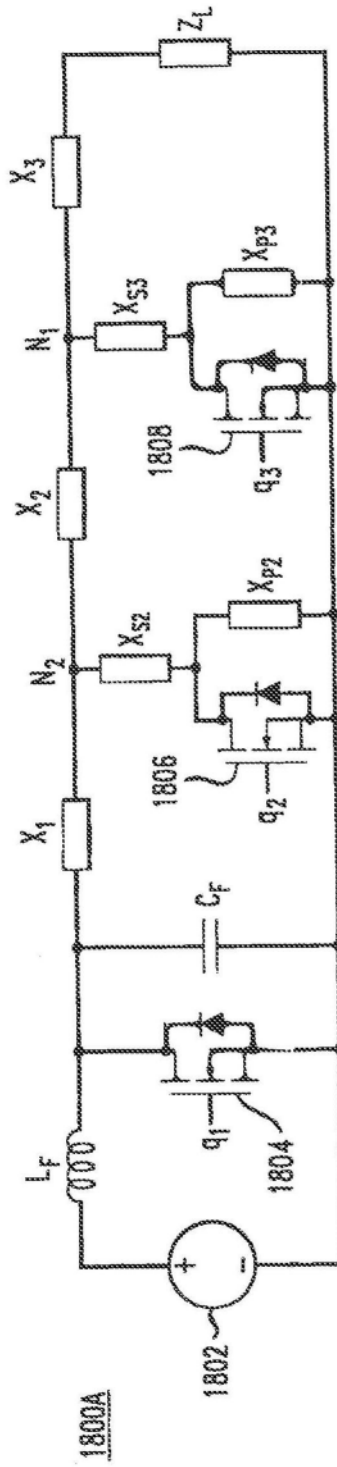 1800A
1802
L_F
q_1
1804
C_F
X_1
N_2
X_S2
1806
q_2
X_P2
X_2
N_1
X_S3
1808
q_3
X_P3
X_3
Z_L
+
-